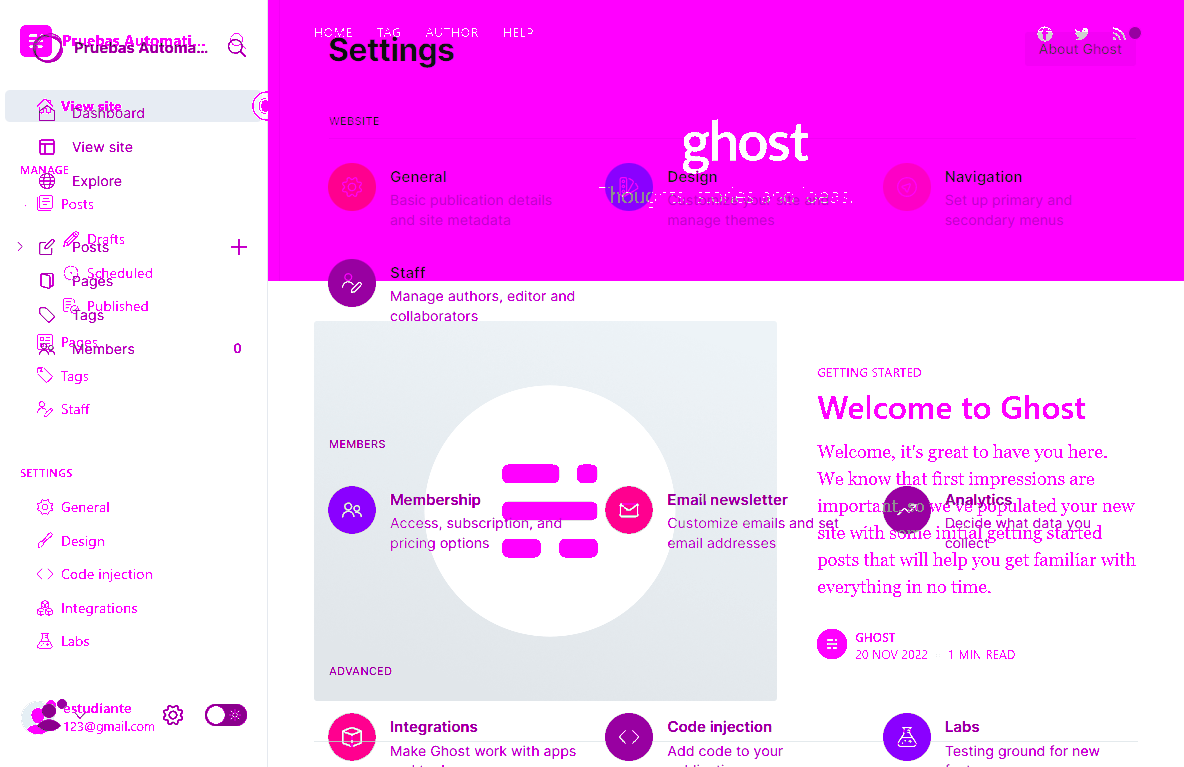 Pruebas Automati...
Pruebas Automa...
View site
Dashboard
View site
MANAGE
Explore
Posts
Drafts
Posts
Scheduled
Pages
Published
Tags
Pages
Members 0
Tags
Staff
SETTINGS
General
Design
Code injection
Integrations
Labs
estudiante
123@gmail.com
HOME TAG AUTHOR HELP
Settings
About Ghost
WEBSITE
ghost
Thoughts, stories and ideas.
General
Basic publication details
and site metadata
Design
manage themes
Navigation
Set up primary and
secondary menus
Staff
Manage authors, editor and
collaborators
GETTING STARTED
Welcome to Ghost
Welcome, it's great to have you here.
We know that first impressions are
important, so we've populated your new
site with some initial getting started
posts that will help you get familiar with
everything in no time.
GHOST
20 NOV 2022 1 MIN READ
MEMBERS
Membership
Access, subscription, and
pricing options
Email newsletter
Customize emails and set
email addresses
Analytics
Decide what data you
collect
ADVANCED
Integrations
Make Ghost work with apps
Code injection
Add code to your
Labs
Testing ground for new